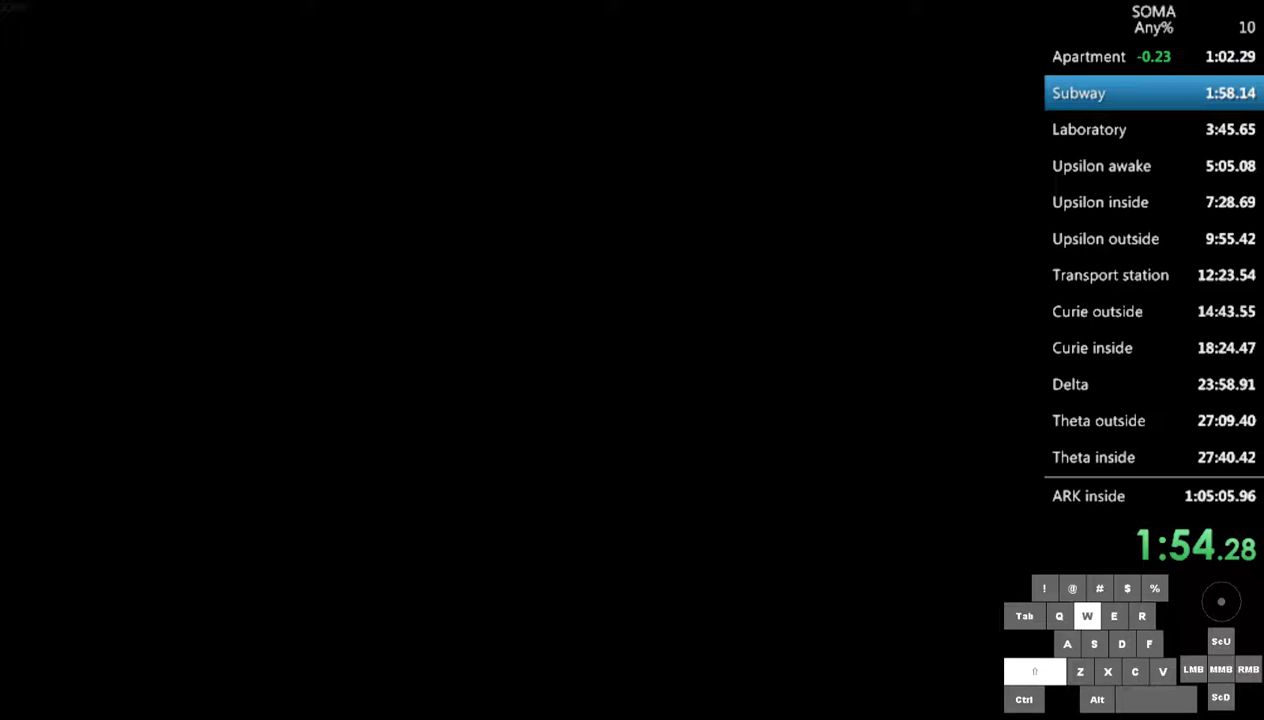 SOMA
Any% 10
Apartment -0.23 1:02.29
Subway 1:58.14
Laboratory 3:45.65
Upsilon awake 5:05.08
Upsilon inside 7:28.69
Upsilon outside 9:55.42
Transport station 12:23.54
Curie outside 14:43.55
Curie inside 18:24.47
Delta 23:58.91
Theta outside 27:09.40
Theta inside 27:40.42
ARK inside 1:05:05.96
1:54.28
! @ # $ %
Tab Q W E R
A S D F ScU
⇧ Z X C V LMB MMB RMB
Ctrl Alt ScD